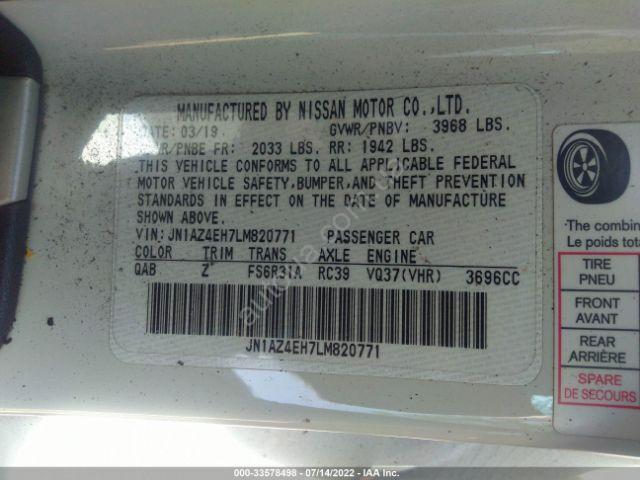 MANUFACTURED BY NISSAN MOTOR CO.,LTD.
DATE: 03/19 GVWR/PNBV: 3968 LBS.
/PNBE FR: 2033 LBS. RR: 1942 LBS.
THIS VEHICLE CONFORMS TO ALL APPLICABLE FEDERAL
MOTOR VEHICLE SAFETY,BUMPER,AND THEFT PREVENTION
STANDARDS IN EFFECT ON THE DATE OF MANUFACTURE
SHOWN ABOVE.
VIN: JN1AZ4EH7LM820771 PASSENGER CAR
COLOR TRIM TRANS AXLE ENGINE
QAB Z FS6R31A RC39 VQ37(VHR) 3696CC
JN1AZ4EH7LM820771
The combin
Le poids tota
TIRE
PNEU
FRONT
AVANT
REAR
ARRIÈRE
SPARE
DE SECOURS
000-33578498 - 07/14/2022 - IAA Inc.